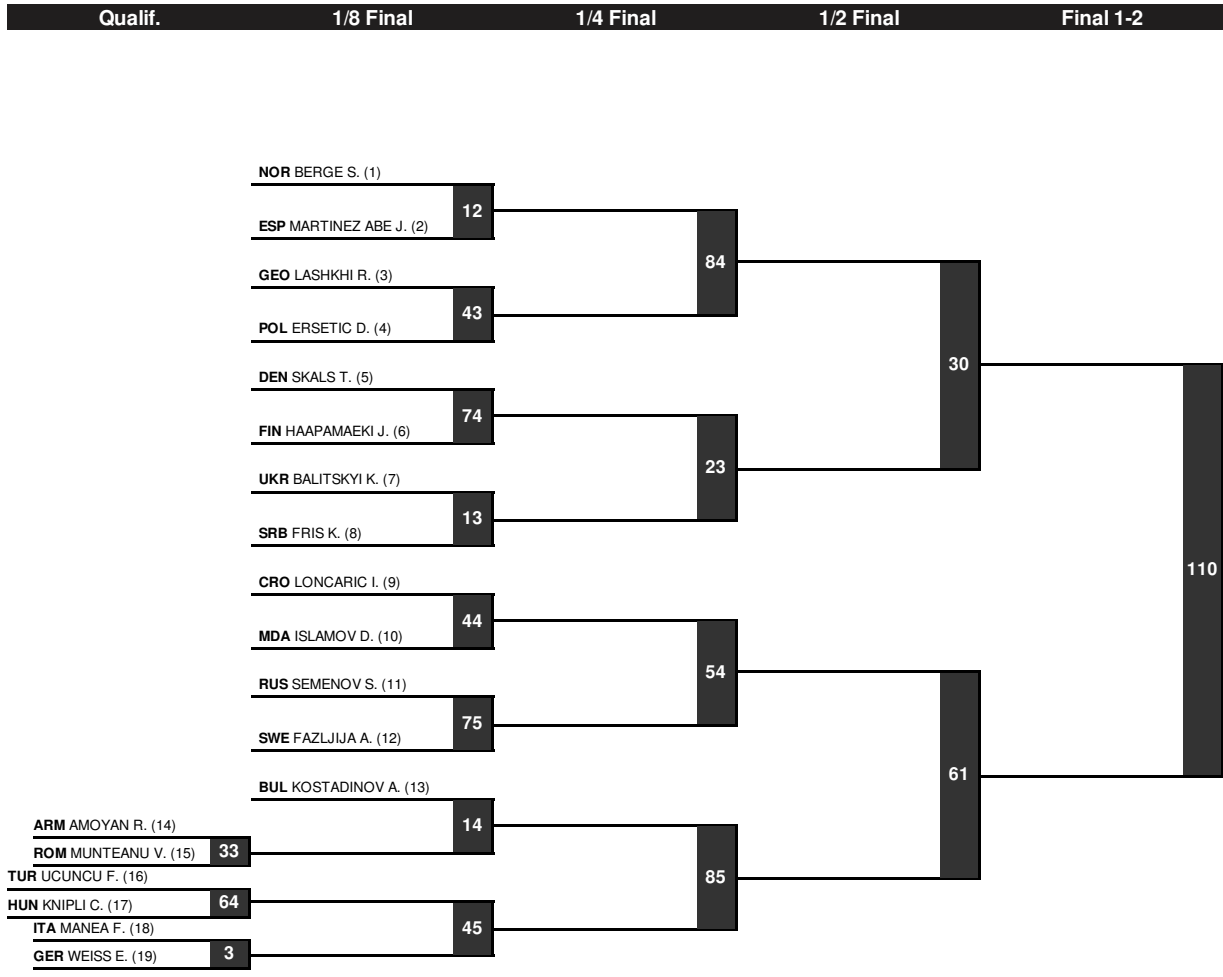 Qualif. 1/8 Final 1/4 Final 1/2 Final Final 1-2
NOR BERGE S. (1)
12
ESP MARTINEZ ABE J. (2)
84
GEO LASHKHI R. (3)
43
POL ERSETIC D. (4)
30
DEN SKALS T. (5)
74
FIN HAAPAMAEKI J. (6)
23
UKR BALITSKYI K. (7)
13
SRB FRIS K. (8)
110
CRO LONCARIC I. (9)
44
MDA ISLAMOV D. (10)
54
RUS SEMENOV S. (11)
75
SWE FAZLJIJA A. (12)
61
BUL KOSTADINOV A. (13)
14
ARM AMOYAN R. (14)
ROM MUNTEANU V. (15) 33
85
TUR UCUNCU F. (16)
HUN KNIPLI C. (17) 64
45
ITA MANEA F. (18)
GER WEISS E. (19) 3